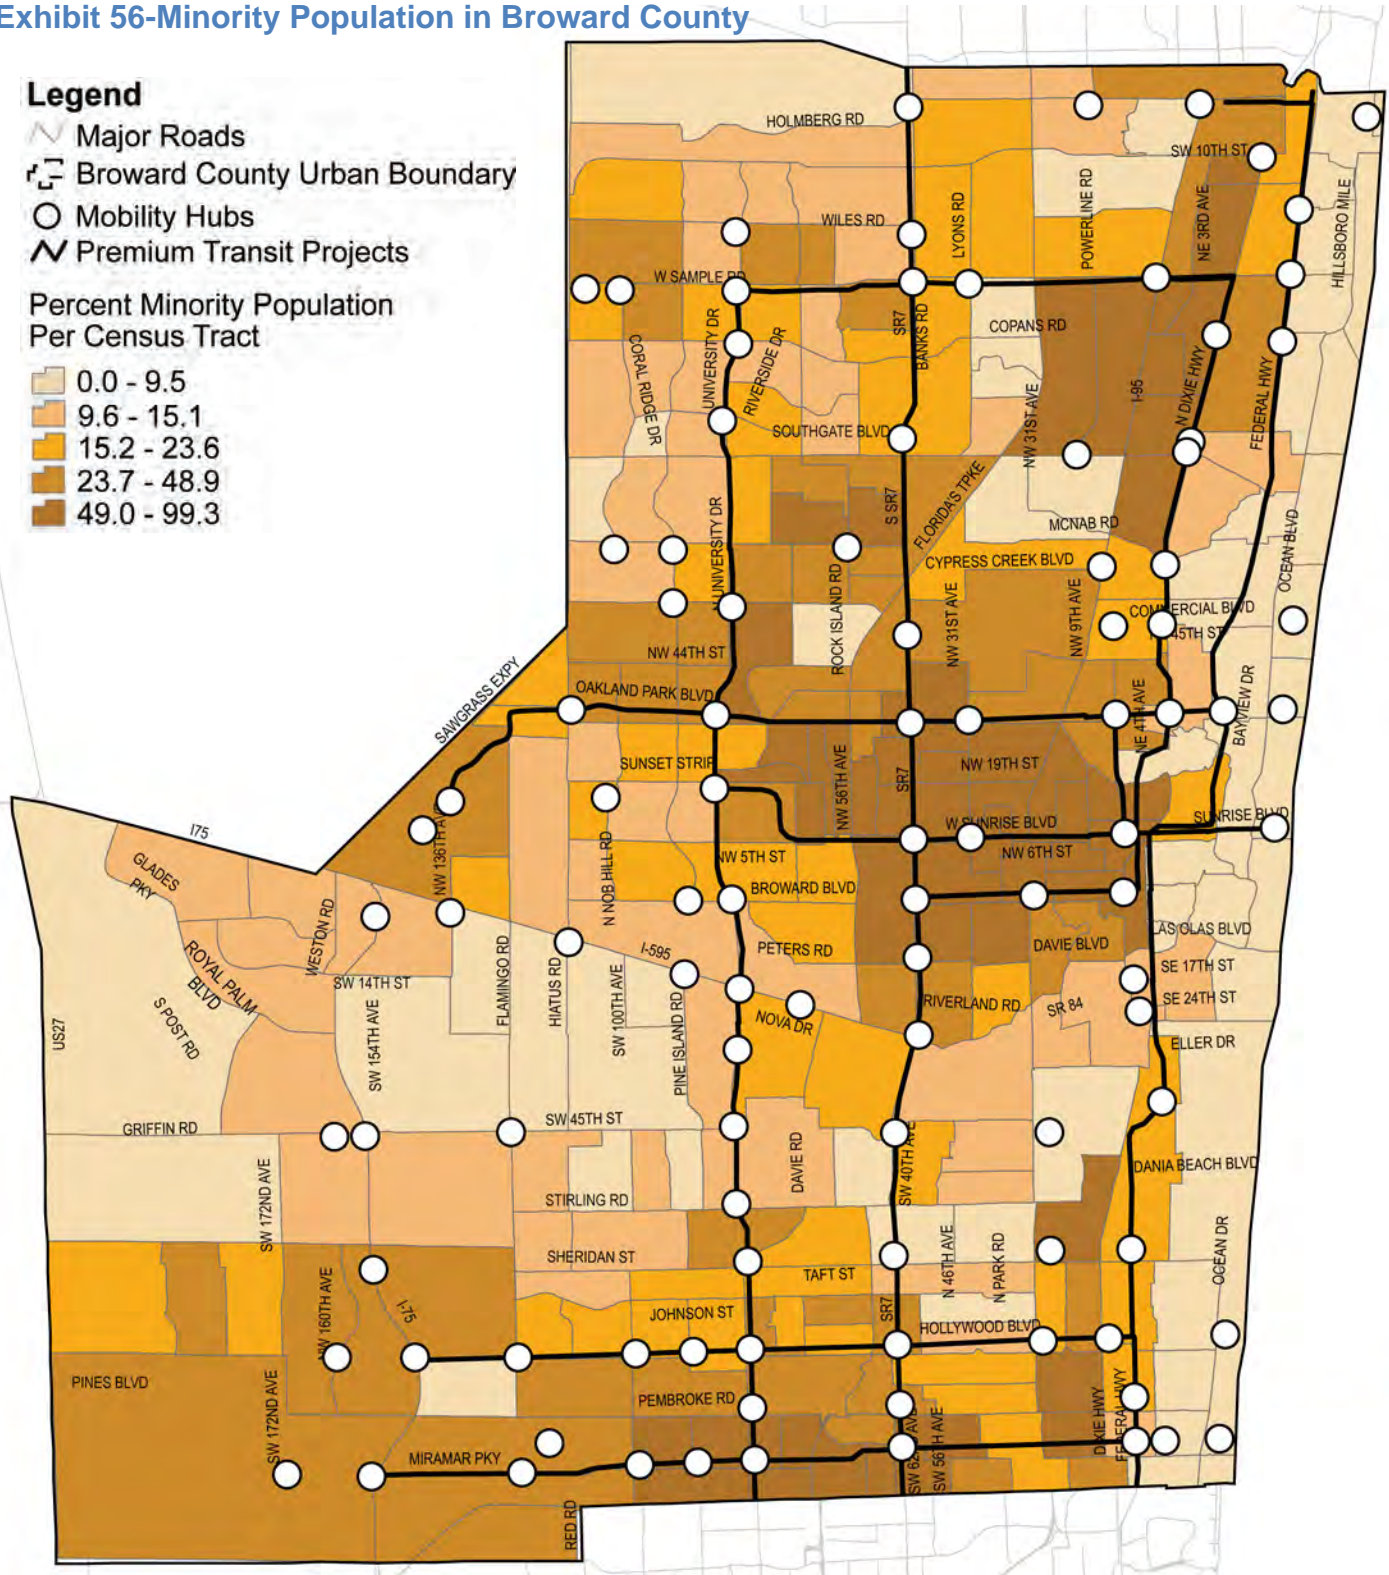 Exhibit 56-Minority Population in Broward County
Legend
Major Roads
Broward County Urban Boundary
Mobility Hubs
Premium Transit Projects
Percent Minority Population
Per Census Tract
0.0 - 9.5
9.6 - 15.1
15.2 - 23.6
23.7 - 48.9
49.0 - 99.3
HOLMBERG RD
SW 10TH ST
WILES RD
LYONS RD
POWERLINE RD
NE 3RD AVE
HILLSBORO MILE
W SAMPLE RD
UNIVERSITY DR
RIVERSIDE DR
CORAL RIDGE DR
SR7
BANKS RD
COPANS RD
NW 31ST AVE
I-95
N DIXIE HWY
FEDERAL HWY
SOUTHGATE BLVD
N UNIVERSITY DR
S SR7
FLORIDA'S TPKE
MCNAB RD
OCEAN BLVD
CYPRESS CREEK BLVD
ROCK ISLAND RD
NW 31ST AVE
NW 9TH AVE
COMMERCIAL BLVD
45TH ST
NW 44TH ST
SAWGRASS EXPY
OAKLAND PARK BLVD
NE 4TH AVE
BAYVIEW DR
SUNSET STRIP
NW 56TH AVE
SR7
NW 19TH ST
I75
NW 136TH AVE
N NOB HILL RD
W SUNRISE BLVD
SUNRISE BLVD
NW 5TH ST
NW 6TH ST
GLADES
PKY
BROWARD BLVD
WESTON RD
ROYAL PALM
BLVD
I-595
PETERS RD
DAVIE BLVD
LAS OLAS BLVD
SE 17TH ST
SW 14TH ST
FLAMINGO RD
HIATUS RD
SW 100TH AVE
PINE ISLAND RD
NOVA DR
RIVERLAND RD
SR 84
SE 24TH ST
US27
S POST RD
SW 154TH AVE
ELLER DR
GRIFFIN RD
SW 45TH ST
DAVIE RD
SW 40TH AVE
DANIA BEACH BLVD
SW 172ND AVE
STIRLING RD
SHERIDAN ST
TAFT ST
N 46TH AVE
N PARK RD
OCEAN DR
NW 160TH AVE
I-75
JOHNSON ST
SR7
HOLLYWOOD BLVD
PINES BLVD
SW 172ND AVE
PEMBROKE RD
DIXIE HWY
FEDERAL HWY
MIRAMAR PKY
SW 62ND AVE
SW 56TH AVE
RED RD